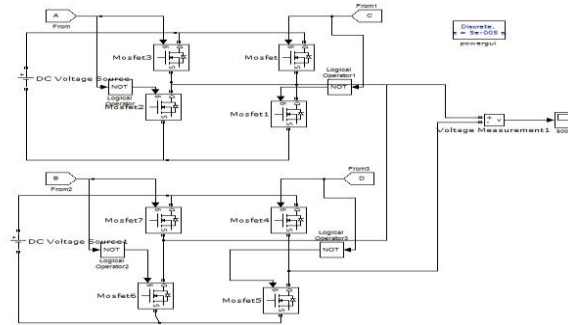 A
From
From1
C
Mosfet3
Mosfet
Discrete,
= 5e-005 s
powergui
DC Voltage Source
NOT
Logical
Operator
Logical
Operator1
NOT
Mosfet2
Mosfet1
Voltage Measurement1
B
From2
From3
D
Mosfet7
Mosfet4
DC Voltage Source1
NOT
Logical
Operator2
Logical
Operator3
NOT
Mosfet6
Mosfet5